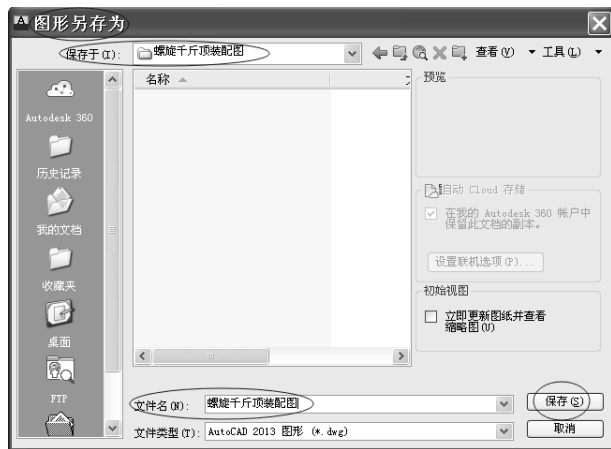 图形另存为
保存于(I): 螺旋千斤顶装配图 查看(V) 工具(L)
名称
预览
Autodesk 360
历史记录
我的文档
收藏夹
桌面
FTP
自动 Cloud 存储
在我的 Autodesk 360 帐户中
保留此文档的副本。
设置联机选项(P)...
初始视图
立即更新图纸并查看
缩略图(U)
文件名(N): 螺旋千斤顶装配图 保存(S)
文件类型(T): AutoCAD 2013 图形 (*.dwg) 取消